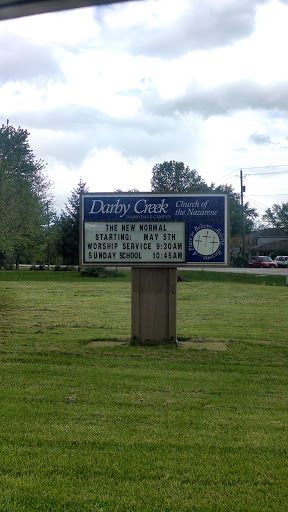 Darby Creek
Church of
the Nazarene
THE NEW NORMAL
STARTING: MAY 5TH
WORSHIP SERVICE 9:30AM
SUNDAY SCHOOL 10:45AM